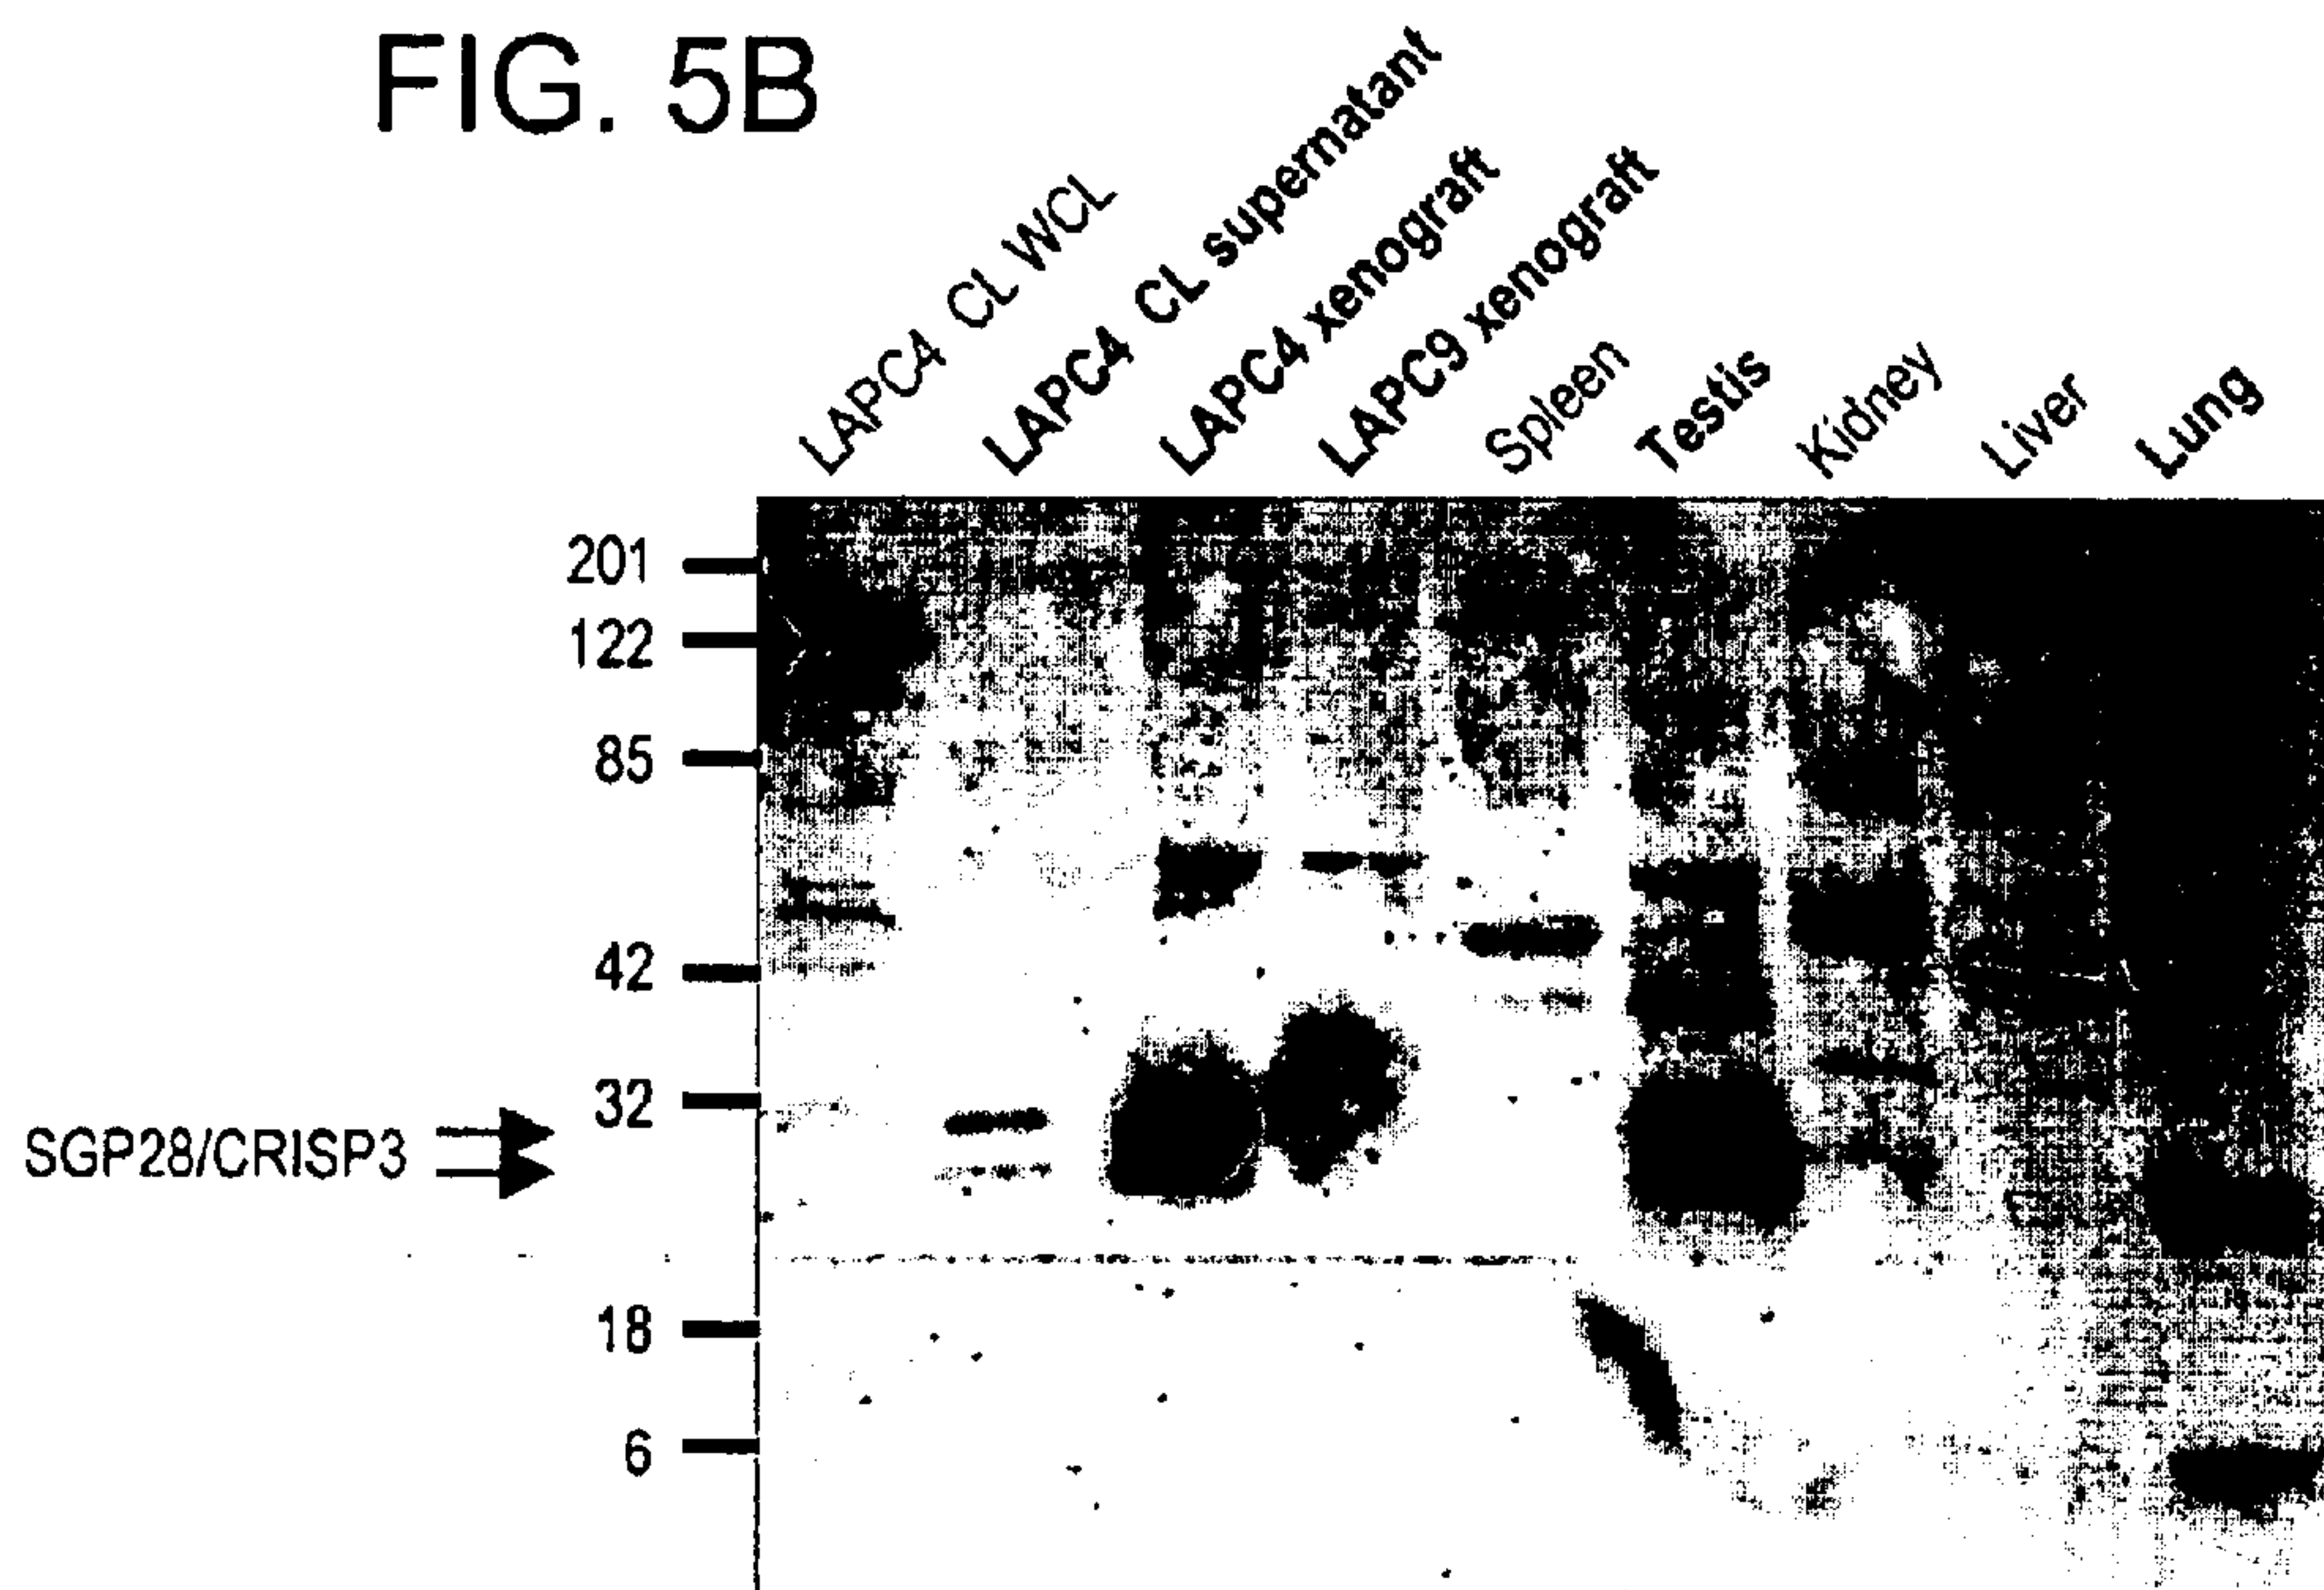 FIG. 5B
LAPC4 CL WCL
LAPC4 CL supernatant
LAPC4 xenograft
LAPC9 xenograft
Spleen
Testis
Kidney
Liver
Lung
201
122
85
42
32
SGP28/CRISP3
18
6